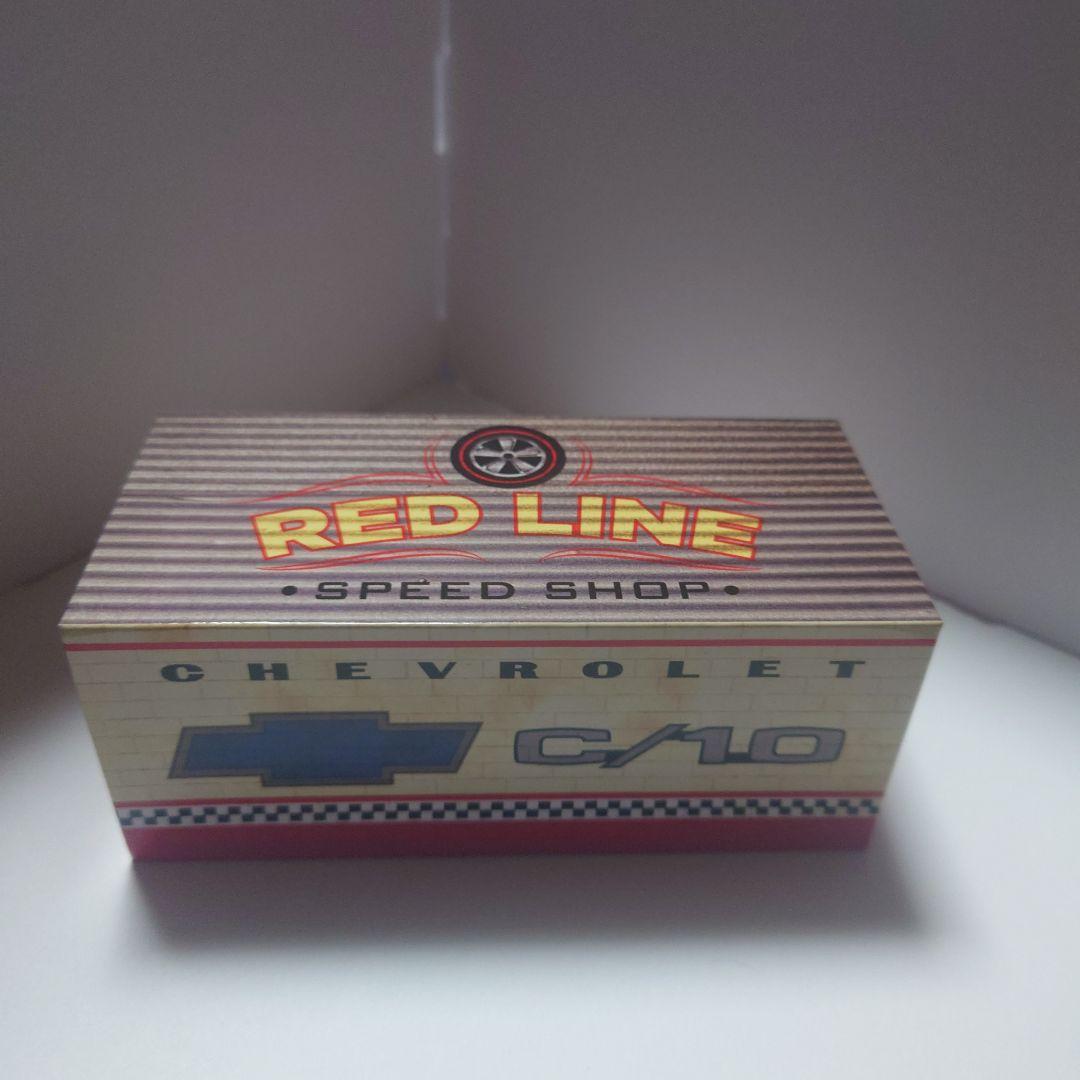 RED LINE
• SPEED SHOP •
CHEVROLET
C/10